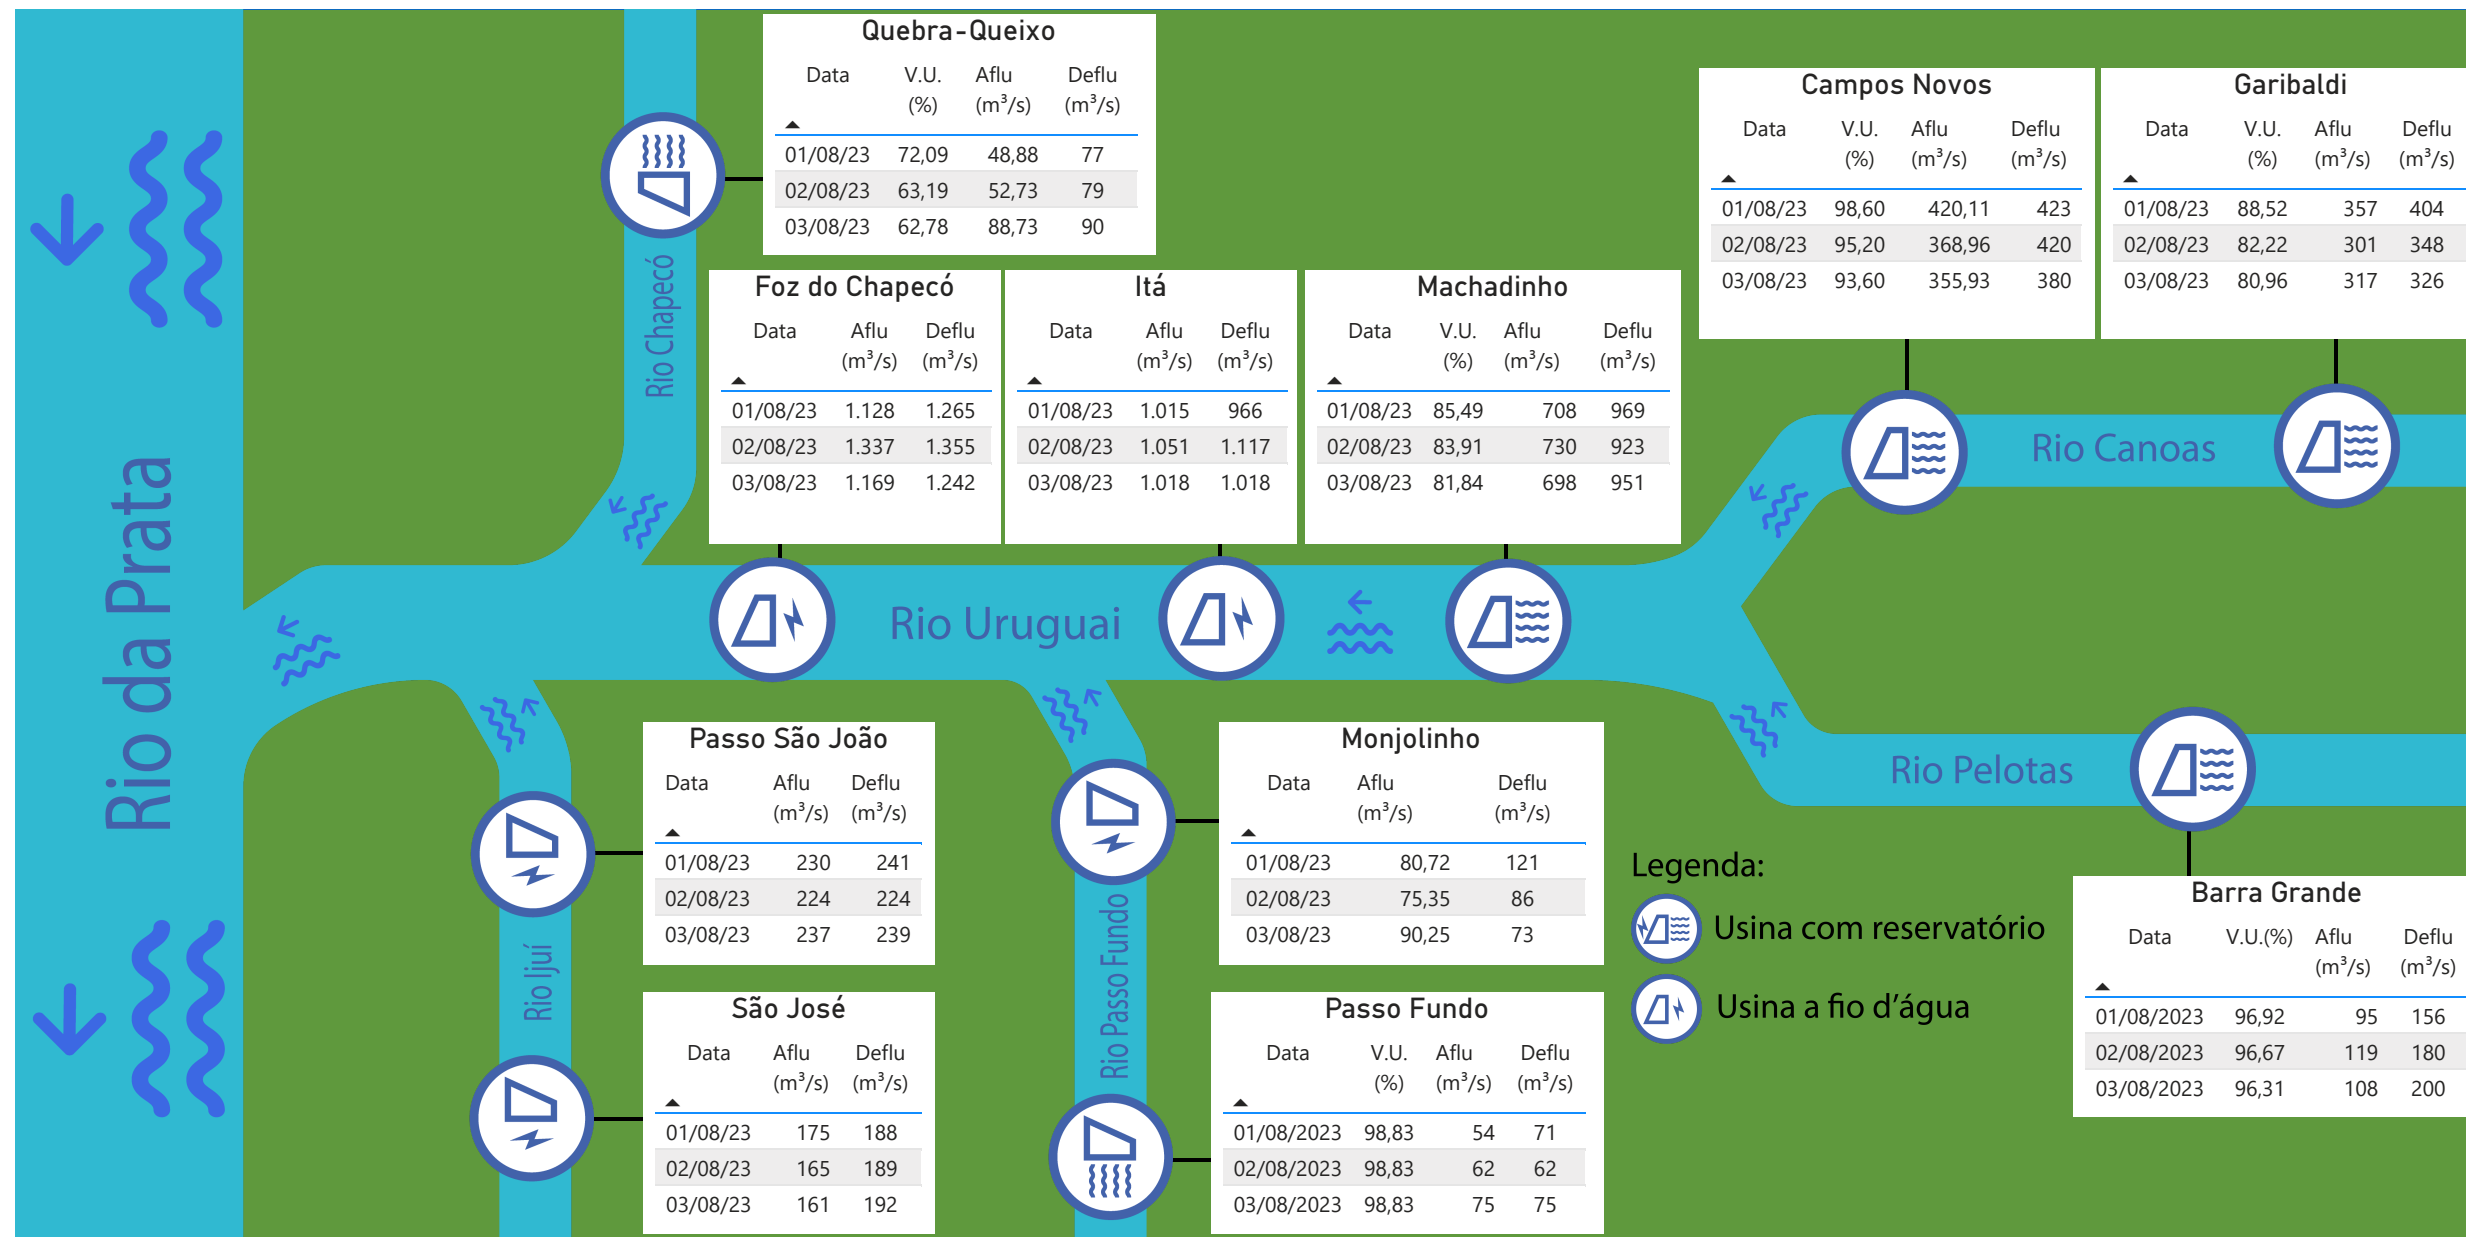 Quebra-Queixo
Data V.U. (%) Aflu (m³/s) Deflu (m³/s)
01/08/23 72,09 48,88 77
02/08/23 63,19 52,73 79
03/08/23 62,78 88,73 90
Campos Novos
Data V.U. (%) Aflu (m³/s) Deflu (m³/s)
01/08/23 98,60 420,11 423
02/08/23 95,20 368,96 420
03/08/23 93,60 355,93 380
Garibaldi
Data V.U. (%) Aflu (m³/s) Deflu (m³/s)
01/08/23 88,52 357 404
02/08/23 82,22 301 348
03/08/23 80,96 317 326
Foz do Chapecó
Data Aflu (m³/s) Deflu (m³/s)
01/08/23 1.128 1.265
02/08/23 1.337 1.355
03/08/23 1.169 1.242
Itá
Data Aflu (m³/s) Deflu (m³/s)
01/08/23 1.015 966
02/08/23 1.051 1.117
03/08/23 1.018 1.018
Machadinho
Data V.U. (%) Aflu (m³/s) Deflu (m³/s)
01/08/23 85,49 708 969
02/08/23 83,91 730 923
03/08/23 81,84 698 951
Rio Chapecó
Rio Canoas
Rio da Prata
Rio Uruguai
Rio Pelotas
Passo São João
Data Aflu (m³/s) Deflu (m³/s)
01/08/23 230 241
02/08/23 224 224
03/08/23 237 239
Monjolinho
Data Aflu (m³/s) Deflu (m³/s)
01/08/23 80,72 121
02/08/23 75,35 86
03/08/23 90,25 73
Rio Ijuí
Rio Passo Fundo
Legenda:
Usina com reservatório
Usina a fio d'água
Barra Grande
Data V.U.(%) Aflu (m³/s) Deflu (m³/s)
01/08/2023 96,92 95 156
02/08/2023 96,67 119 180
03/08/2023 96,31 108 200
São José
Data Aflu (m³/s) Deflu (m³/s)
01/08/23 175 188
02/08/23 165 189
03/08/23 161 192
Passo Fundo
Data V.U. (%) Aflu (m³/s) Deflu (m³/s)
01/08/2023 98,83 54 71
02/08/2023 98,83 62 62
03/08/2023 98,83 75 75